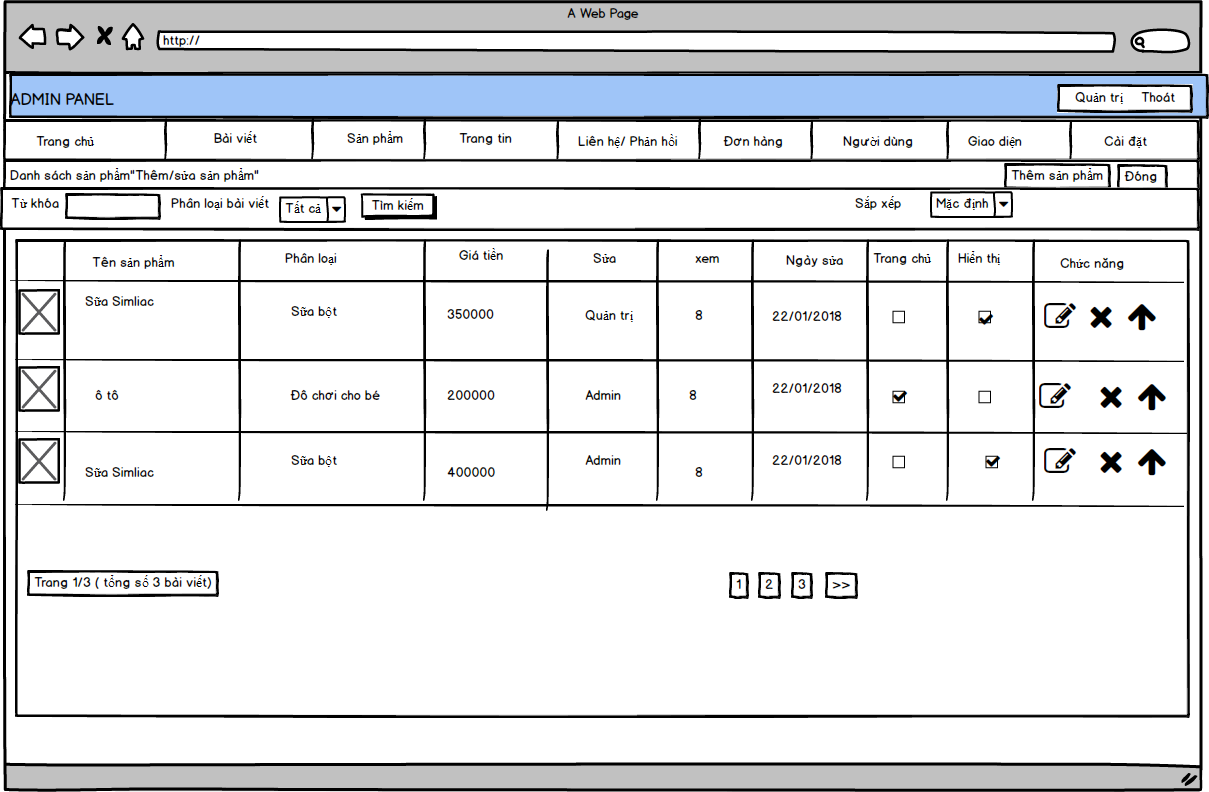 A Web Page
http://
ADMIN PANEL
Quản trị Thoát
Trang chủ Bài viết Sản phẩm Trang tin Liên hệ/ Phản hồi Đơn hàng Người dùng Giao diện Cài đặt
Danh sách sản phẩm"Thêm/sửa sản phẩm" Thêm sản phẩm Đông
Từ khóa Phân loại bài viết Tất cả Tìm kiếm Sắp xếp Mặc định
Tên sản phẩm Phân loại Giá tiền Sửa xem Ngày sửa Trang chủ Hiển thị Chức năng
Sữa Simliac Sữa bột 350000 Quản trị 8 22/01/2018
ô tô Đồ chơi cho bé 200000 Admin 8 22/01/2018
Sữa Simliac Sữa bột 400000 Admin 8 22/01/2018
Trang 1/3 ( tổng số 3 bài viết) 1 2 3 >>